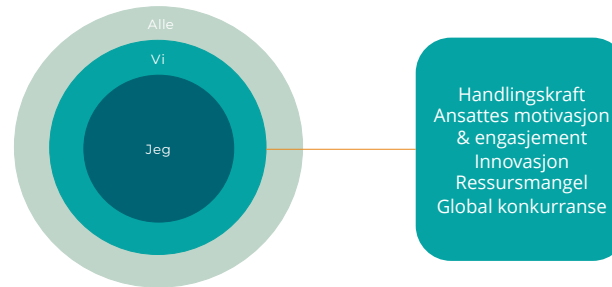 Alle
Vi
Jeg
Handlingskraft
Ansattes motivasjon
& engasjement
Innovasjon
Ressursmangel
Global konkurranse